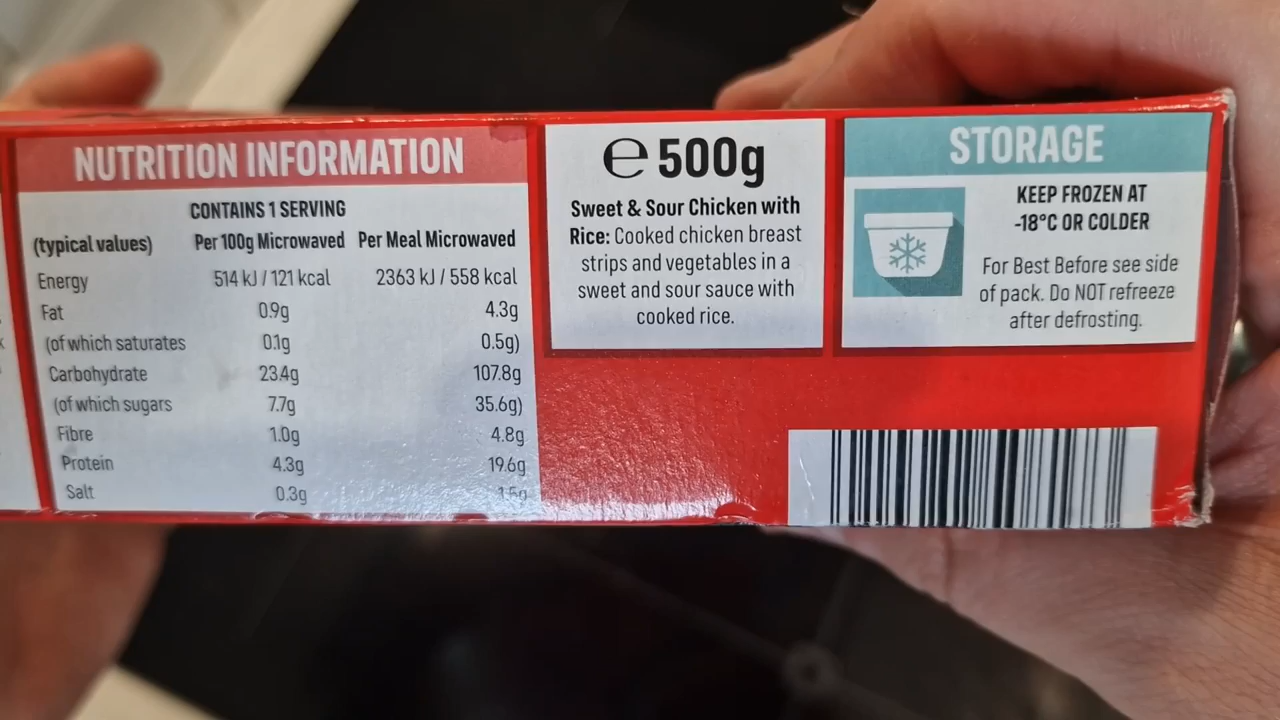 NUTRITION INFORMATION
CONTAINS 1 SERVING
(typical values) Per 100g Microwaved Per Meal Microwaved
Energy 514 kJ / 121 kcal 2363 kJ / 558 kcal
Fat 0.9g 4.3g
(of which saturates 0.1g 0.5g)
Carbohydrate 23.4g 107.8g
(of which sugars 7.7g 35.6g)
Fibre 1.0g 4.8g
Protein 4.3g 19.6g
Salt 0.3g 1.5g
℮ 500g
Sweet & Sour Chicken with
Rice: Cooked chicken breast
strips and vegetables in a
sweet and sour sauce with
cooked rice.
STORAGE
KEEP FROZEN AT
-18°C OR COLDER
For Best Before see side
of pack. Do NOT refreeze
after defrosting.